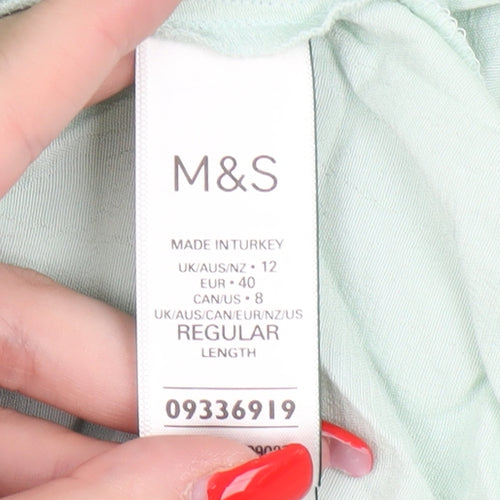 M&S
MADE IN TURKEY
UK/AUS/NZ • 12
EUR • 40
CAN/US • 8
UK/AUS/CAN/EUR/NZ/US
REGULAR
LENGTH
09336919